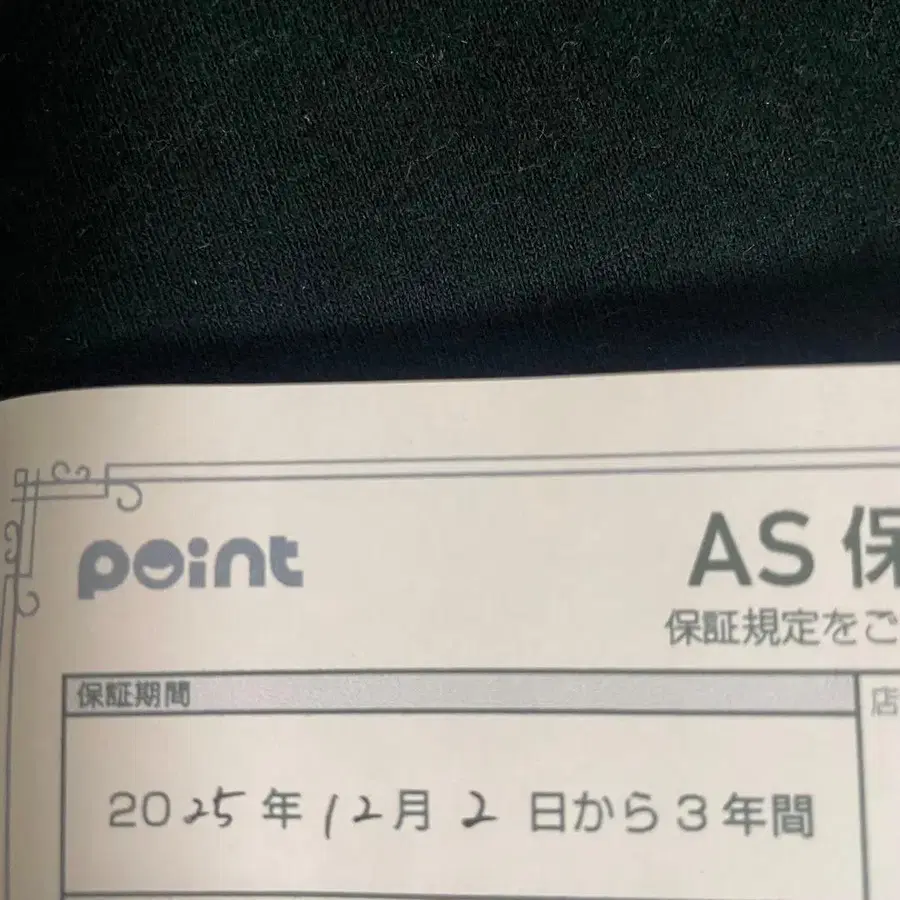 point
AS 保
保証規定をご
保証期間
店
2025年12月2日から3年間